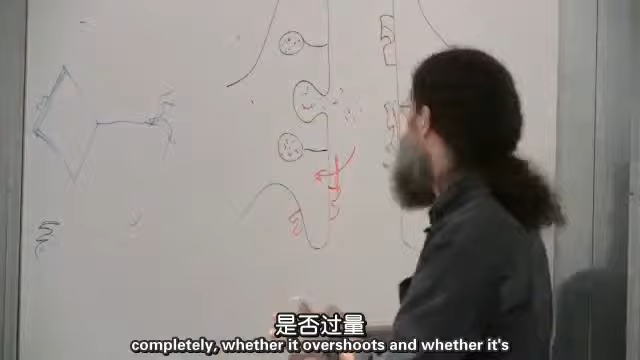 是否过量
completely, whether it overshoots and whether it's